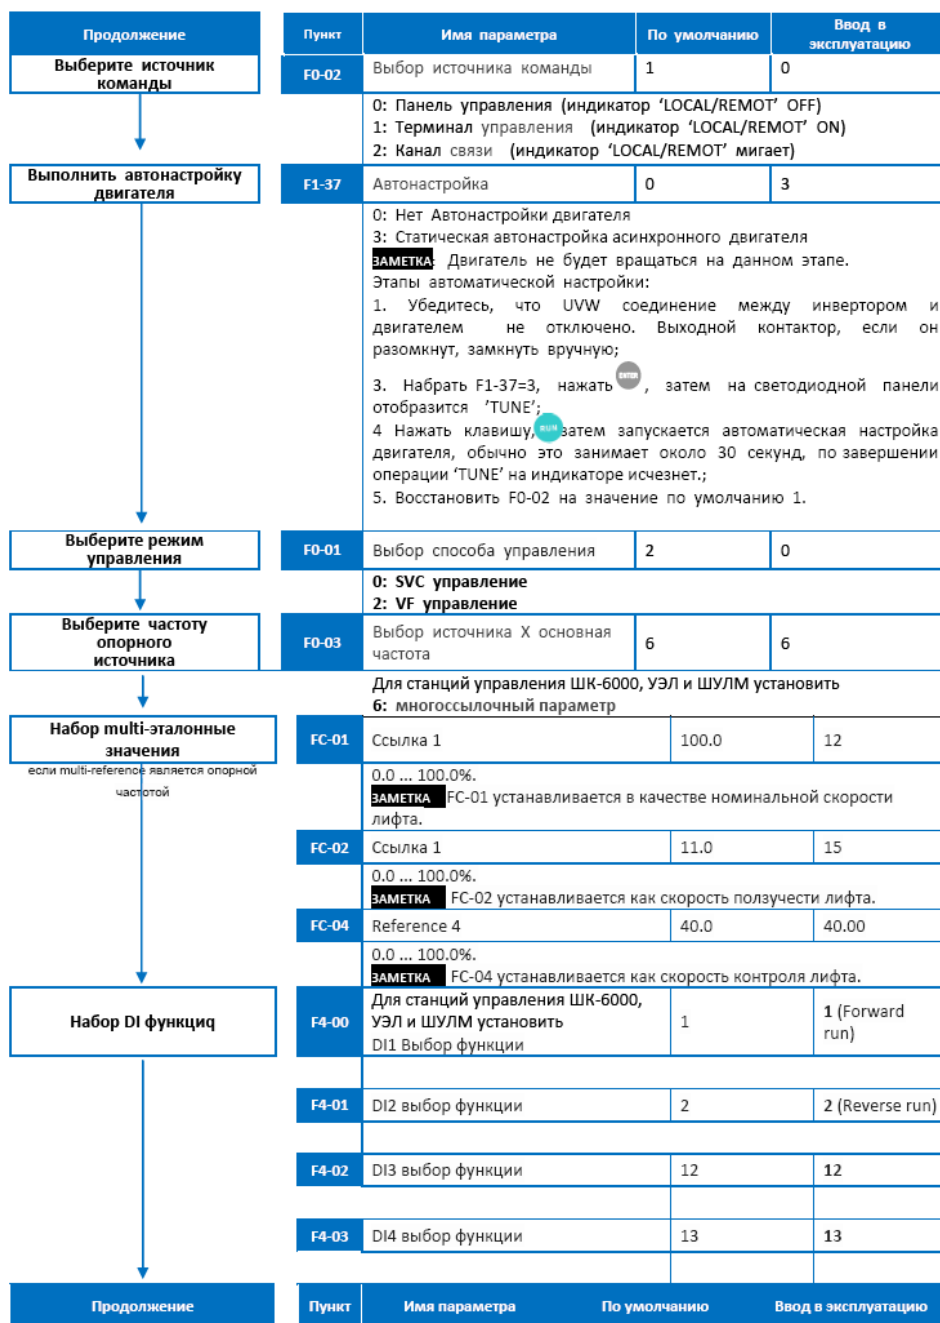 Продолжение Пункт Имя параметра По умолчанию Ввод в эксплуатацию
Выберите источник команды F0-02 Выбор источника команды 1 0
0: Панель управления (индикатор ‘LOCAL/REMOT’ OFF)
1: Терминал управления (индикатор ‘LOCAL/REMOT’ ON)
2: Канал связи (индикатор ‘LOCAL/REMOT’ мигает)
Выполнить автонастройку двигателя F1-37 Автонастройка 0 3
0: Нет Автонастройки двигателя
3: Статическая автонастройка асинхронного двигателя
ЗАМЕТКА: Двигатель не будет вращаться на данном этапе.
Этапы автоматической настройки:
1. Убедитесь, что UVW соединение между инвертором и
двигателем не отключено. Выходной контактор, если он
разомкнут, замкнуть вручную;
3. Набрать F1-37=3, нажать ENTER , затем на светодиодной панели
отобразится ’TUNE’;
4 Нажать клавишу, RUN затем запускается автоматическая настройка
двигателя, обычно это занимает около 30 секунд, по завершении
операции ‘TUNE’ на индикаторе исчезнет.;
5. Восстановить F0-02 на значение по умолчанию 1.
Выберите режим управления F0-01 Выбор способа управления 2 0
0: SVC управление
2: VF управление
Выберите частоту опорного источника F0-03 Выбор источника X основная частота 6 6
Для станций управления ШК-6000, УЭЛ и ШУЛМ установить
6: многоссылочный параметр
Набор multi-эталонные значения
если multi-reference является опорной частотой
FC-01 Ссылка 1 100.0 12
0.0 ... 100.0%.
ЗАМЕТКА FC-01 устанавливается в качестве номинальной скорости
лифта.
FC-02 Ссылка 1 11.0 15
0.0 ... 100.0%.
ЗАМЕТКА FC-02 устанавливается как скорость ползучести лифта.
FC-04 Reference 4 40.0 40.00
0.0 ... 100.0%.
ЗАМЕТКА FC-04 устанавливается как скорость контроля лифта.
Набор DI функциq F4-00 Для станций управления ШК-6000,
УЭЛ и ШУЛМ установить
DI1 Выбор функции 1 1 (Forward run)
F4-01 DI2 выбор функции 2 2 (Reverse run)
F4-02 DI3 выбор функции 12 12
F4-03 DI4 выбор функции 13 13
Продолжение Пункт Имя параметра По умолчанию Ввод в эксплуатацию